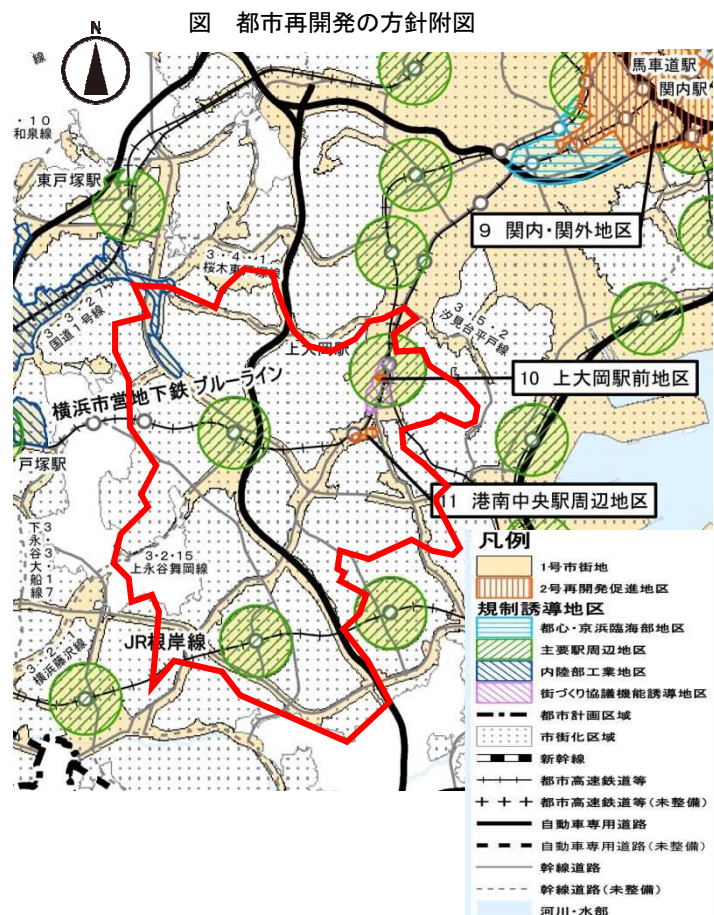 図　都市再開発の方針附図
N
馬車道駅
関内駅
・１０
和泉線
東戸塚駅
9 関内・関外地区
3・4・1
桜木東戸塚線
3・3・2・7
国道１号線
3・15・2
汐見台平戸線
上大岡駅
10 上大岡駅前地区
横浜市営地下鉄 ブルーライン
戸塚駅
11 港南中央駅周辺地区
3・3・1・7
下永谷大船線
3・2・15
上永谷舞岡線
JR根岸線
3・2・1
横浜藤沢線
凡例
1号市街地
2号再開発促進地区
規制誘導地区
都心・京浜臨海部地区
主要駅周辺地区
内陸部工業地区
街づくり協議機能誘導地区
都市計画区域
市街化区域
新幹線
都市高速鉄道等
都市高速鉄道等(未整備)
自動車専用道路
自動車専用道路(未整備)
幹線道路
幹線道路(未整備)
河川・水部